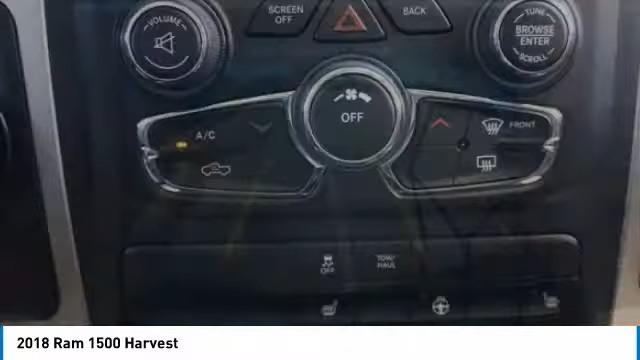 SCREEN
OFF
BACK
VOLUME
TUNE
BROWSE
ENTER
SCROLL
A/C
OFF
FRONT
OFF
TOW/
HAUL
2018 Ram 1500 Harvest